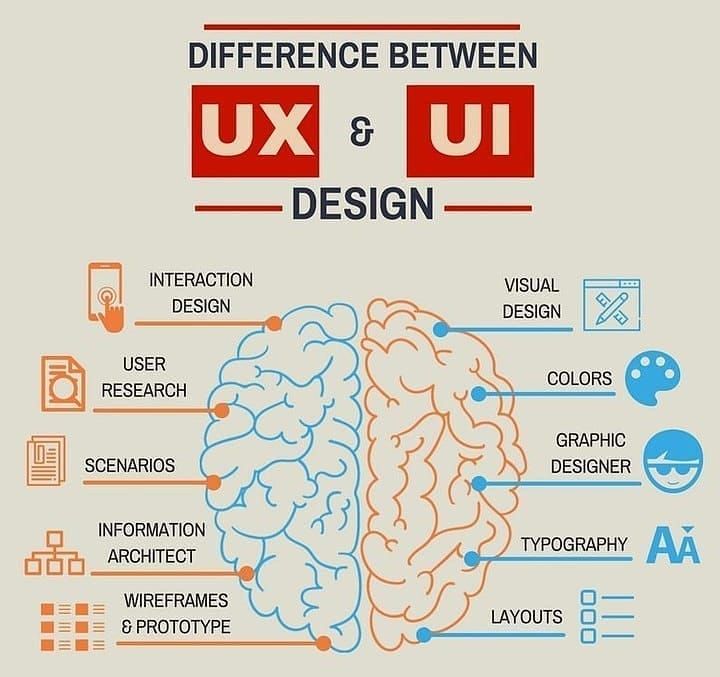 DIFFERENCE BETWEEN
UX & UI
DESIGN
INTERACTION
DESIGN
USER
RESEARCH
SCENARIOS
INFORMATION
ARCHITECT
WIREFRAMES
& PROTOTYPE
VISUAL
DESIGN
COLORS
GRAPHIC
DESIGNER
TYPOGRAPHY
AA
LAYOUTS